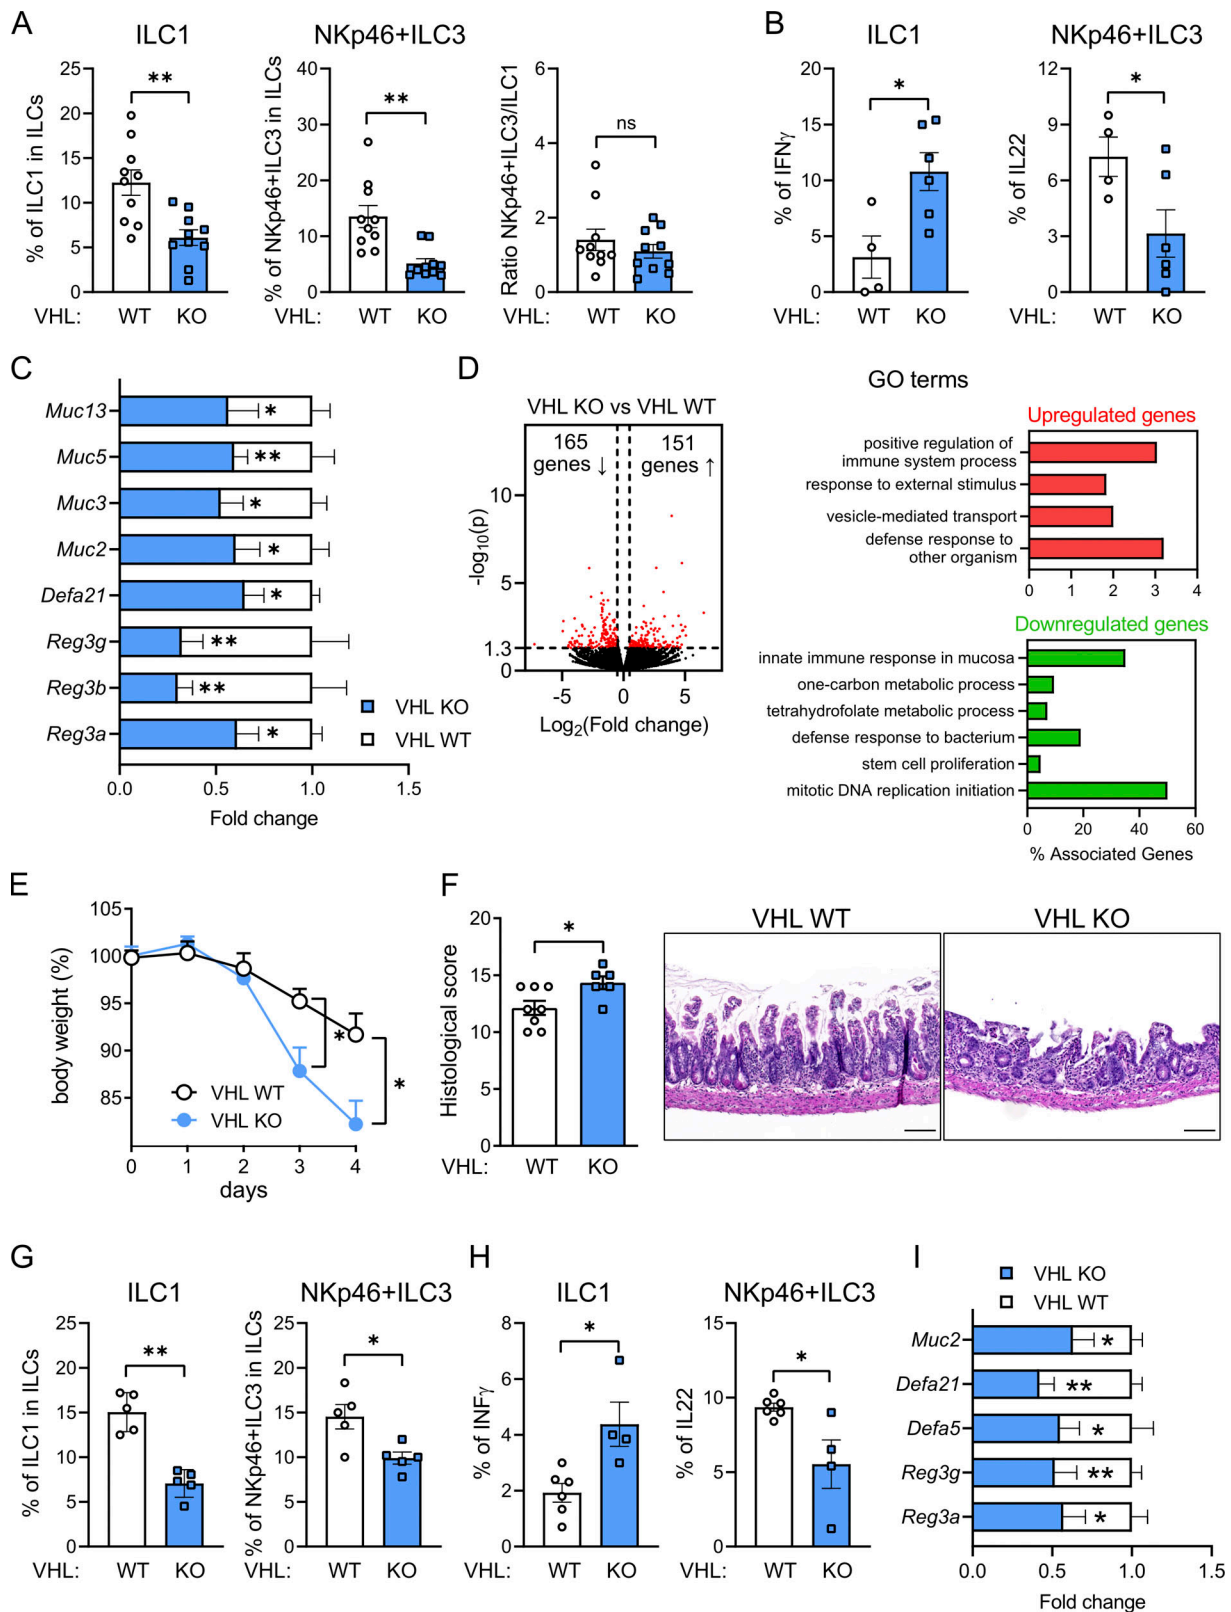 A
ILC1
% of ILC1 in ILCs
25
20
15
10
5
0
**
VHL: WT KO
NKp46+ILC3
% of NKp46+ILC3 in ILCs
40
30
20
10
0
**
WT KO
Ratio NKp46+ILC3/ILC1
6
4
2
0
ns
WT KO
B
ILC1
% of IFNγ
20
15
10
5
0
*
VHL: WT KO
NKp46+ILC3
% of IL22
12
9
6
3
0
*
WT KO
C
Muc13 *
Muc5 **
Muc3 *
Muc2 *
Defa21 *
Reg3g **
Reg3b **
Reg3a *
VHL KO
VHL WT
0.0 0.5 1.0 1.5
Fold change
D
VHL KO vs VHL WT
165
genes ↓
151
genes ↑
-log10(p)
10
5
1.3
0
-5 0 5
Log2(Fold change)
GO terms
Upregulated genes
positive regulation of
immune system process
response to external stimulus
vesicle-mediated transport
defense response to
other organism
0 1 2 3 4
Downregulated genes
innate immune response in mucosa
one-carbon metabolic process
tetrahydrofolate metabolic process
defense response to bacterium
stem cell proliferation
mitotic DNA replication initiation
0 20 40 60
% Associated Genes
E
body weight (%)
105
100
95
90
85
*
*
VHL WT
VHL KO
0 1 2 3 4
days
F
Histological score
20
15
10
5
0
*
VHL: WT KO
VHL WT
VHL KO
G
ILC1
% of ILC1 in ILCs
25
20
15
10
5
0
**
VHL: WT KO
NKp46+ILC3
% of NKp46+ILC3 in ILCs
25
20
15
10
5
0
*
WT KO
H
ILC1
% of INFγ
8
6
4
2
0
*
VHL: WT KO
NKp46+ILC3
% of IL22
15
10
5
0
*
VHL: WT KO
I
VHL KO
VHL WT
Muc2 *
Defa21 **
Defa5 *
Reg3g **
Reg3a *
0.0 0.5 1.0 1.5
Fold change